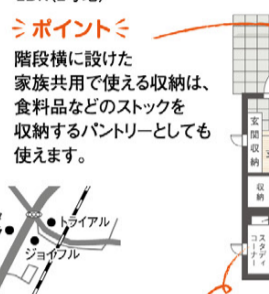 ポイント
階段横に設けた
家族共用で使える収納は、
食料品などのストックを
収納するパントリーとしても
使えます。
玄関収納
収納
スタディ
コーナー
トライアル
ジョイフル